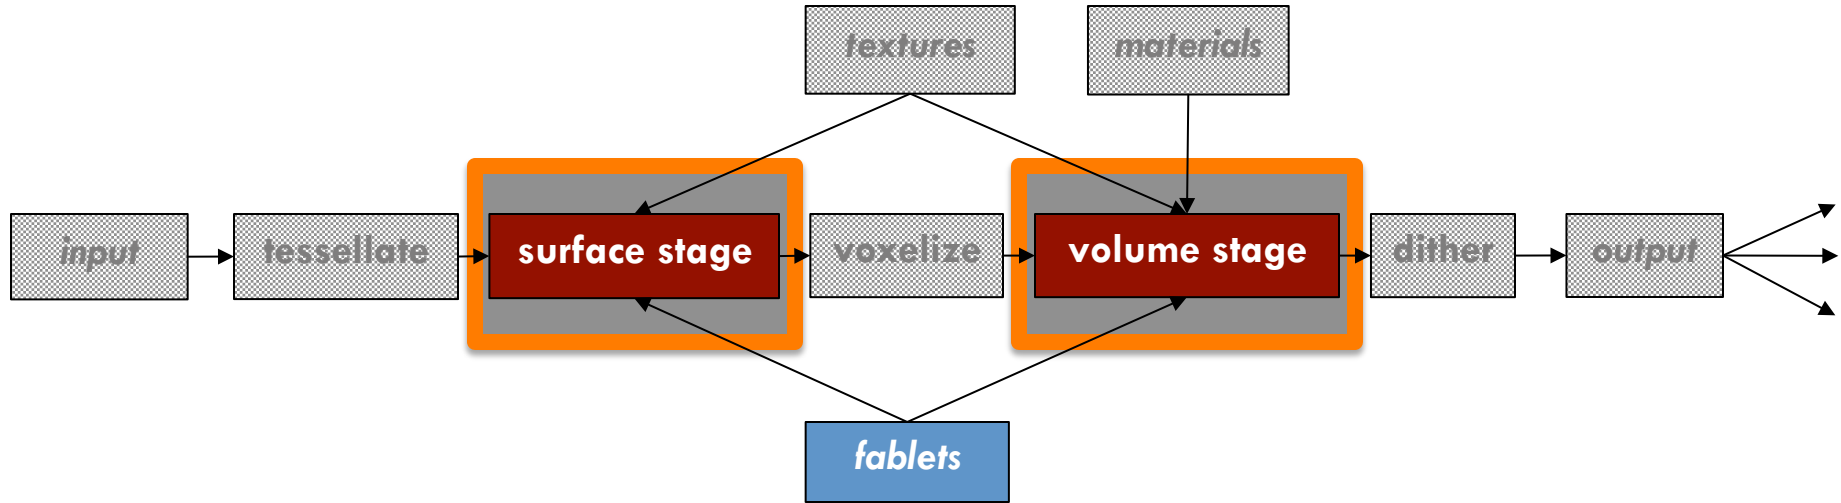 textures
materials
input
tessellate
surface stage
voxelize
volume stage
dither
output
fablets